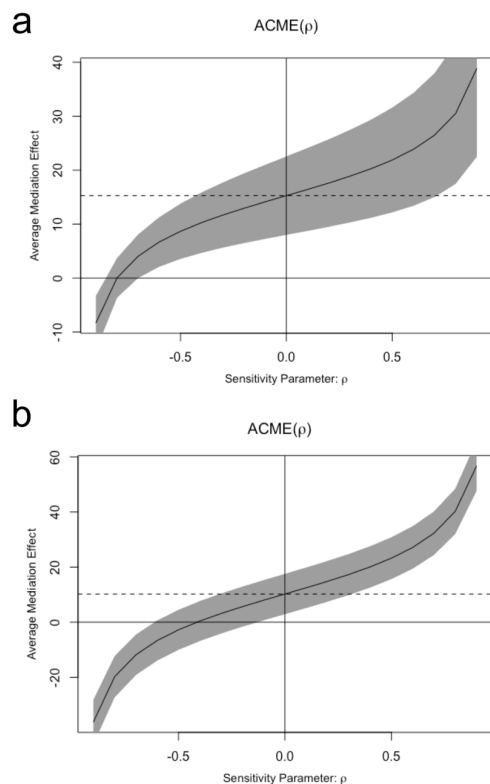 a
ACME(ρ)
Average Mediation Effect
40
30
20
10
0
-10
-0.5
0.0
0.5
Sensitivity Parameter: ρ
b
ACME(ρ)
Average Mediation Effect
60
40
20
0
-20
-0.5
0.0
0.5
Sensitivity Parameter: ρ